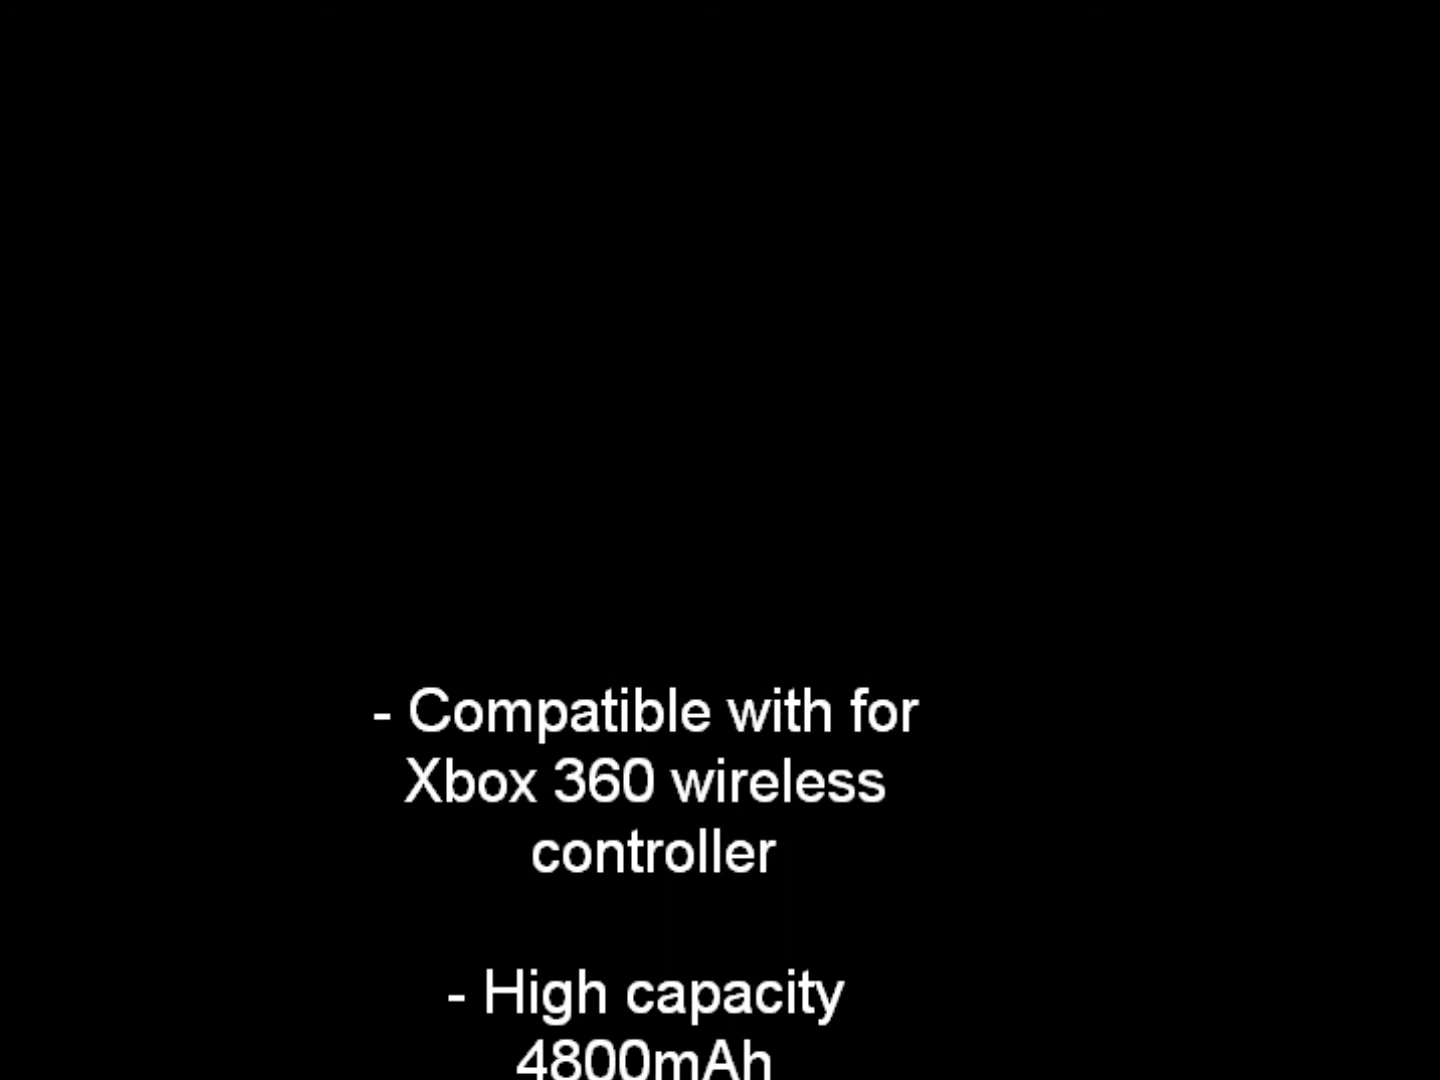 - Compatible with for
Xbox 360 wireless
controller
- High capacity
4800mAh